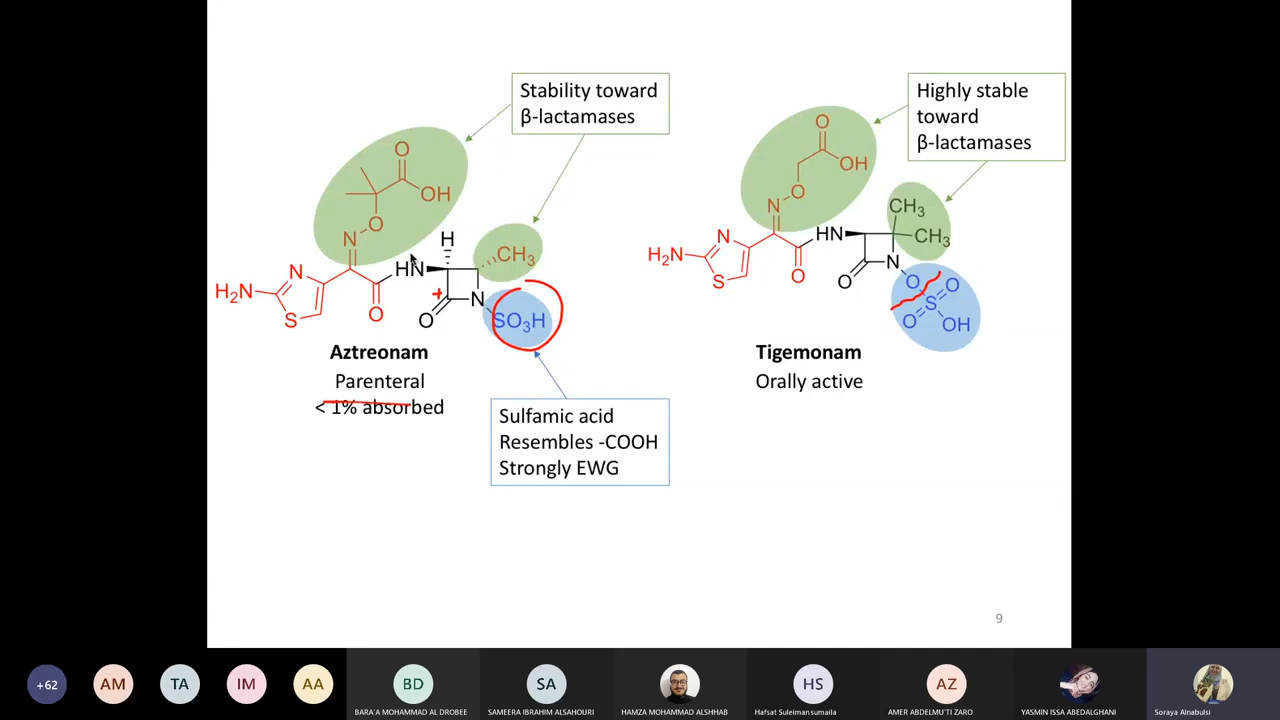 Stability toward
β-lactamases
Highly stable
toward
β-lactamases
O
OH
O
N
H
HN
CH₃
N
H₂N
S
O
O
N
SO₃H
Aztreonam
Parenteral
< 1% absorbed
Sulfamic acid
Resembles -COOH
Strongly EWG
O
OH
O
N
HN
CH₃
CH₃
N
H₂N
S
O
O
N
O
O
S
O
OH
Tigemonam
Orally active
9
+62
AM
TA
IM
AA
BD
BARA'A MOHAMMAD AL DROBEE
SA
SAMEERA IBRAHIM ALSAHOURI
HAMZA MOHAMMAD ALSHHAB
HS
Hafsat Suleimansumaila
AZ
AMER ABDELMU'TI ZARO
YASMIN ISSA ABEDALGHANI
Soraya Alnabulsi